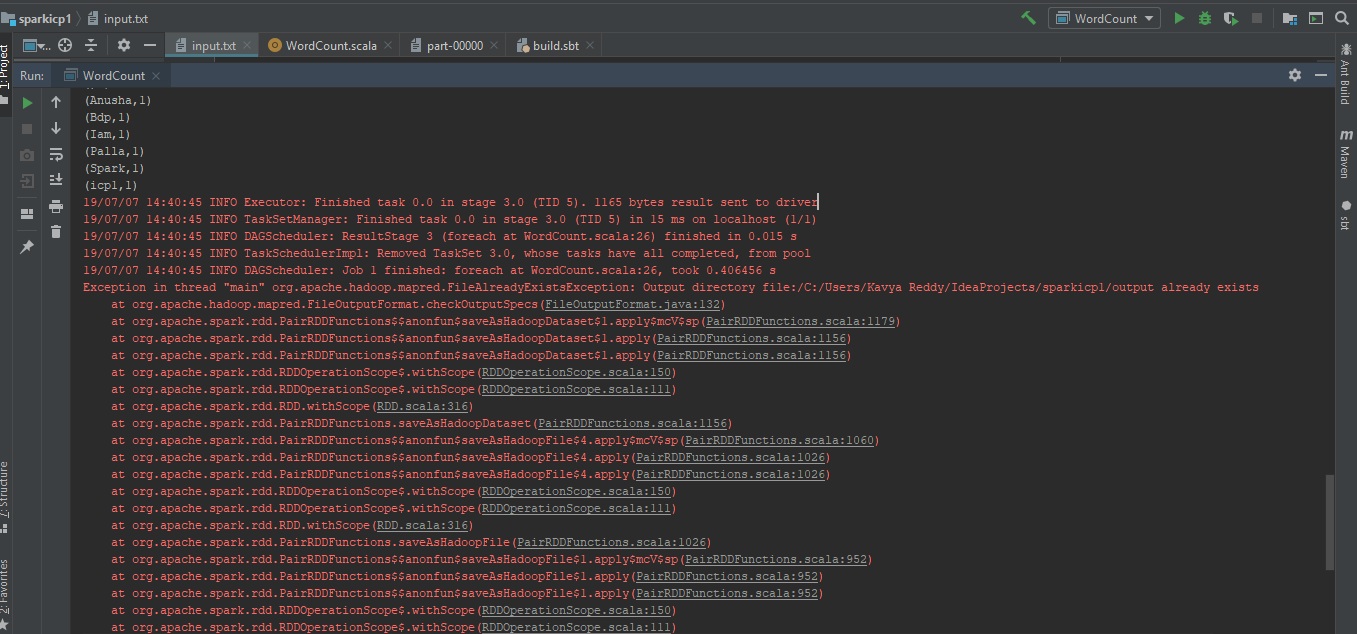 sparkicp1 input.txt WordCount
input.txt WordCount.scala part-00000 build.sbt
Run: WordCount
1: Project
(Anusha,1)
(Bdp,1)
(Iam,1)
(Palla,1)
(Spark,1)
(icp1,1)
19/07/07 14:40:45 INFO Executor: Finished task 0.0 in stage 3.0 (TID 5). 1165 bytes result sent to driver
19/07/07 14:40:45 INFO TaskSetManager: Finished task 0.0 in stage 3.0 (TID 5) in 15 ms on localhost (1/1)
19/07/07 14:40:45 INFO DAGScheduler: ResultStage 3 (foreach at WordCount.scala:26) finished in 0.015 s
19/07/07 14:40:45 INFO TaskSchedulerImpl: Removed TaskSet 3.0, whose tasks have all completed, from pool
19/07/07 14:40:45 INFO DAGScheduler: Job 1 finished: foreach at WordCount.scala:26, took 0.406456 s
Exception in thread "main" org.apache.hadoop.mapred.FileAlreadyExistsException: Output directory file:/C:/Users/Kavya Reddy/IdeaProjects/sparkicp1/output already exists
at org.apache.hadoop.mapred.FileOutputFormat.checkOutputSpecs(FileOutputFormat.java:132)
at org.apache.spark.rdd.PairRDDFunctions$$anonfun$saveAsHadoopDataset$1.apply$mcV$sp(PairRDDFunctions.scala:1179)
at org.apache.spark.rdd.PairRDDFunctions$$anonfun$saveAsHadoopDataset$1.apply(PairRDDFunctions.scala:1156)
at org.apache.spark.rdd.PairRDDFunctions$$anonfun$saveAsHadoopDataset$1.apply(PairRDDFunctions.scala:1156)
at org.apache.spark.rdd.RDDOperationScope$.withScope(RDDOperationScope.scala:150)
at org.apache.spark.rdd.RDDOperationScope$.withScope(RDDOperationScope.scala:111)
at org.apache.spark.rdd.RDD.withScope(RDD.scala:316)
at org.apache.spark.rdd.PairRDDFunctions.saveAsHadoopDataset(PairRDDFunctions.scala:1156)
at org.apache.spark.rdd.PairRDDFunctions$$anonfun$saveAsHadoopFile$4.apply$mcV$sp(PairRDDFunctions.scala:1060)
at org.apache.spark.rdd.PairRDDFunctions$$anonfun$saveAsHadoopFile$4.apply(PairRDDFunctions.scala:1026)
at org.apache.spark.rdd.PairRDDFunctions$$anonfun$saveAsHadoopFile$4.apply(PairRDDFunctions.scala:1026)
at org.apache.spark.rdd.RDDOperationScope$.withScope(RDDOperationScope.scala:150)
at org.apache.spark.rdd.RDDOperationScope$.withScope(RDDOperationScope.scala:111)
at org.apache.spark.rdd.RDD.withScope(RDD.scala:316)
at org.apache.spark.rdd.PairRDDFunctions.saveAsHadoopFile(PairRDDFunctions.scala:1026)
at org.apache.spark.rdd.PairRDDFunctions$$anonfun$saveAsHadoopFile$1.apply$mcV$sp(PairRDDFunctions.scala:952)
at org.apache.spark.rdd.PairRDDFunctions$$anonfun$saveAsHadoopFile$1.apply(PairRDDFunctions.scala:952)
at org.apache.spark.rdd.PairRDDFunctions$$anonfun$saveAsHadoopFile$1.apply(PairRDDFunctions.scala:952)
at org.apache.spark.rdd.RDDOperationScope$.withScope(RDDOperationScope.scala:150)
at org.apache.spark.rdd.RDDOperationScope$.withScope(RDDOperationScope.scala:111)
7: Structure
2: Favorites
Ant Build
m Maven
sbt